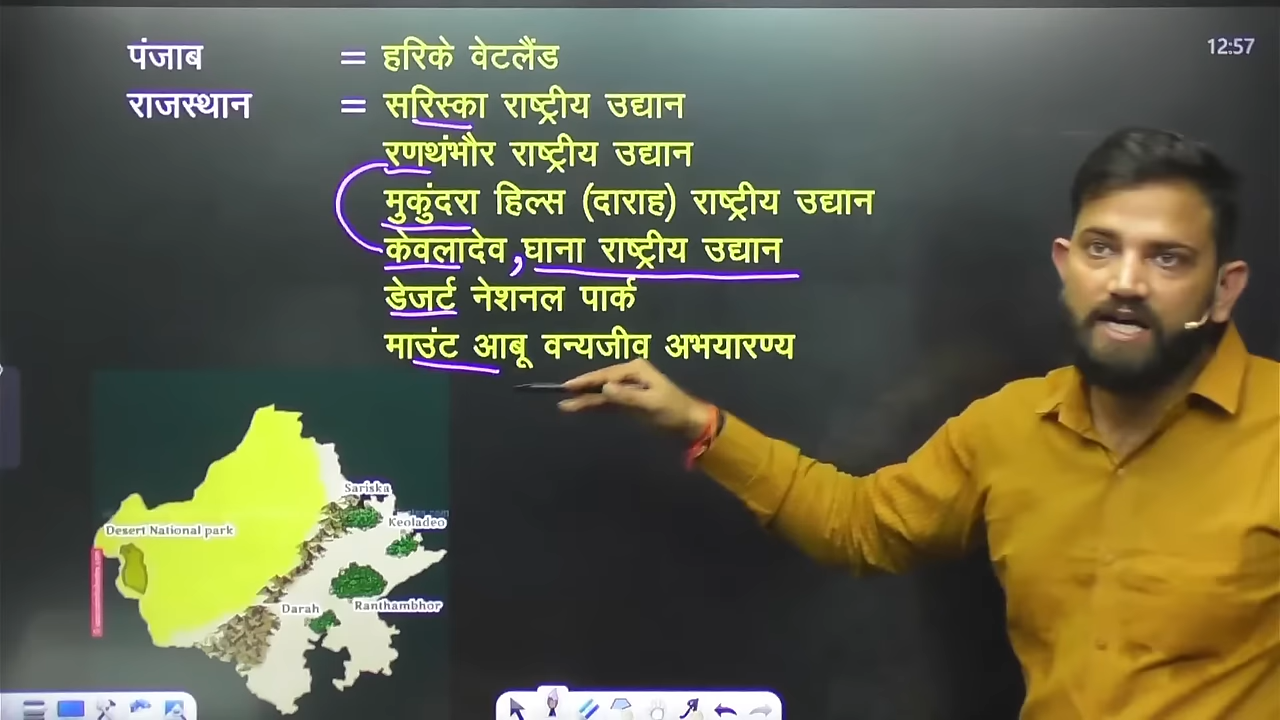 12:57
पंजाब = हरिके वेटलैंड
राजस्थान = सरिस्का राष्ट्रीय उद्यान
रणथंभौर राष्ट्रीय उद्यान
मुकुंदरा हिल्स (दाराह) राष्ट्रीय उद्यान
केवलादेव,घाना राष्ट्रीय उद्यान
डेजर्ट नेशनल पार्क
माउंट आबू वन्यजीव अभयारण्य
Sariska
Keoladeo
Desert National park
Darah
Ranthambhor